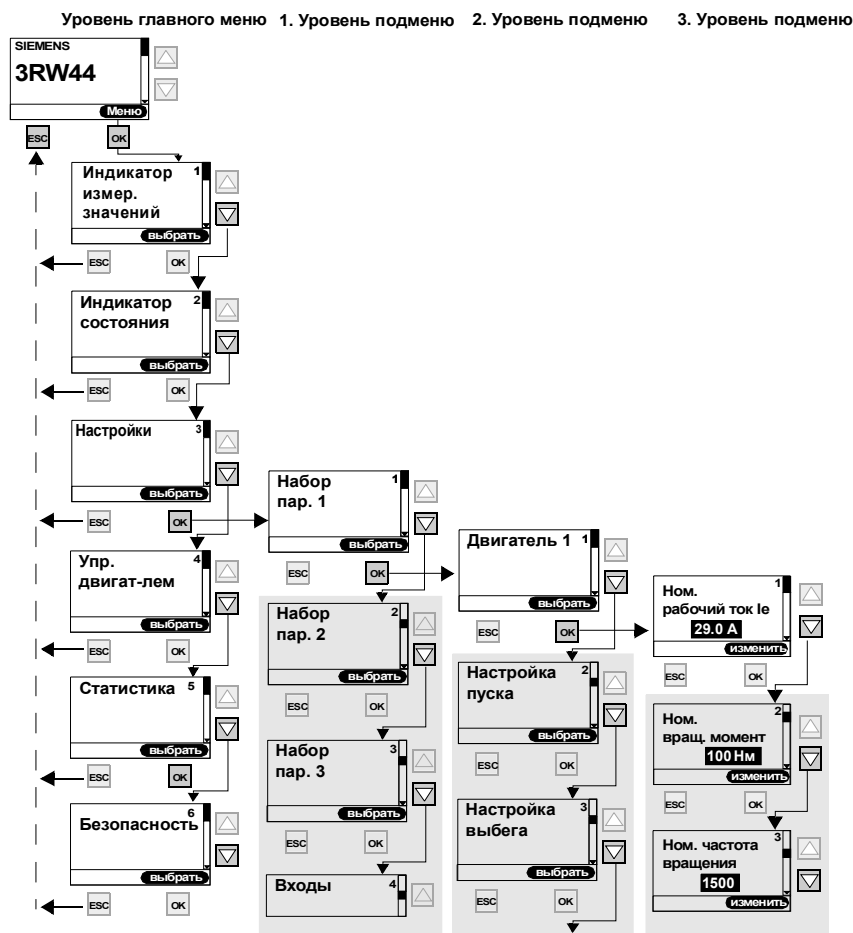 Уровень главного меню
1. Уровень подменю
2. Уровень подменю
3. Уровень подменю
SIEMENS
3RW44
Меню
ESC
OK
Индикатор 1
измер.
значений
выбрать
ESC
OK
Индикатор 2
состояния
выбрать
ESC
OK
Настройки 3
выбрать
ESC
OK
Упр. 4
двигат-лем
выбрать
ESC
OK
Статистика 5
выбрать
ESC
OK
6
Безопасность
выбрать
ESC
OK
Набор 1
пар. 1
выбрать
ESC
OK
Набор 2
пар. 2
выбрать
ESC
OK
Набор 3
пар. 3
выбрать
ESC
OK
Входы 4
Двигатель 1 1
выбрать
ESC
OK
Настройка 2
пуска
выбрать
ESC
OK
Настройка 3
выбега
выбрать
ESC
OK
Ном. 1
рабочий ток Ie
29.0 A
изменить
ESC
OK
Ном. 2
вращ. момент
100 Нм
изменить
ESC
OK
Ном. частота 3
вращения
1500
изменить